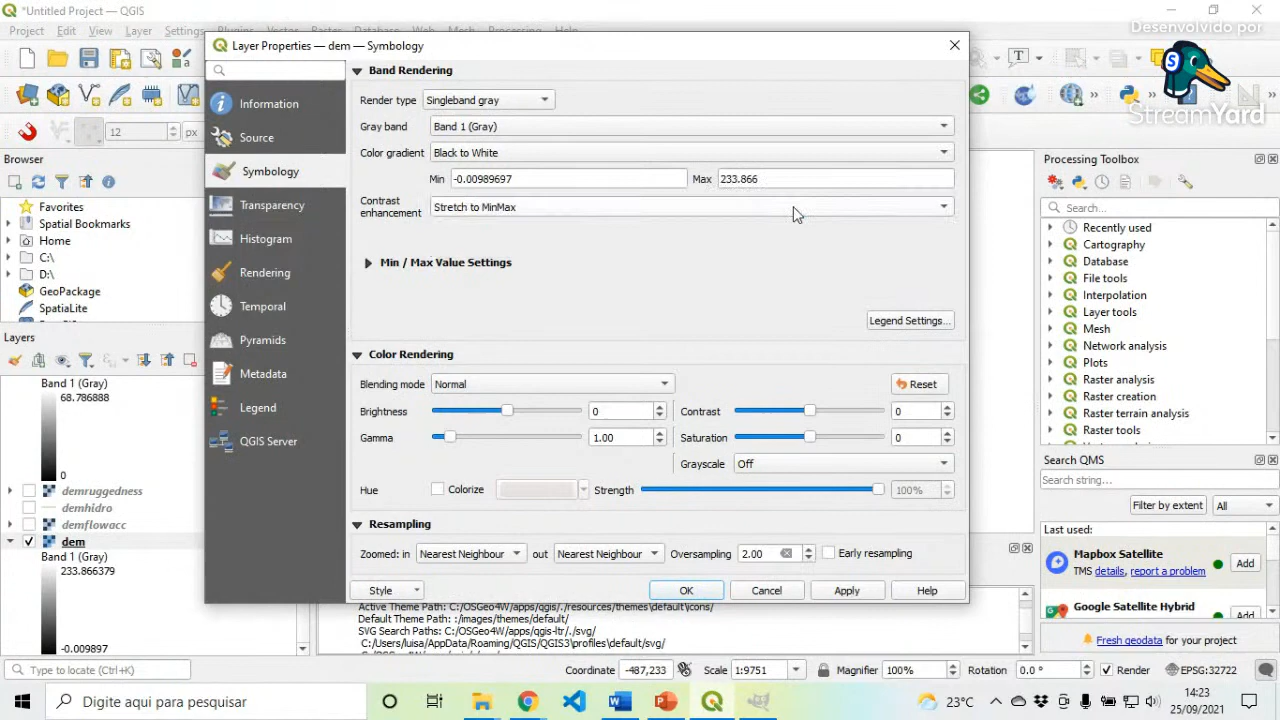 *Untitled Project — QGIS
Project Edit View Layer Settings Plugins Vector Raster Database Web Mesh Processing Help
Desenvolvido por
StreamYard
Layer Properties — dem — Symbology
Information
Source
Symbology
Transparency
Histogram
Rendering
Temporal
Pyramids
Metadata
Legend
QGIS Server
Band Rendering
Render type Singleband gray
Gray band Band 1 (Gray)
Color gradient Black to White
Min -0.00989697 Max 233.866
Contrast
enhancement Stretch to MinMax
Min / Max Value Settings
Legend Settings...
Color Rendering
Blending mode Normal Reset
Brightness 0 Contrast 0
Gamma 1.00 Saturation 0
Grayscale Off
Hue Colorize Strength 100%
Resampling
Zoomed: in Nearest Neighbour out Nearest Neighbour Oversampling 2.00 Early resampling
Style OK Cancel Apply Help
12 px
Browser
Favorites
Spatial Bookmarks
Home
C:\
D:\
GeoPackage
SpatiaLite
Layers
Band 1 (Gray)
68.786888
0
demruggedness
demhidro
demflowacc
dem
Band 1 (Gray)
233.866379
-0.009897
Active Theme Path: C:/OSGeo4W/apps/qgis/./resources/themes\default\cons/
Default Theme Path: :/images/themes/default/
SVG Search Paths: C:/OSGeo4W/apps/qgis-ltr/./svg/
C:/Users/luisa/AppData/Roaming/QGIS/QGIS3\profiles\default/svg/
Processing Toolbox
Search...
Recently used
Cartography
Database
File tools
Interpolation
Layer tools
Mesh
Network analysis
Plots
Raster analysis
Raster creation
Raster terrain analysis
Raster tools
Search QMS
Search string...
Filter by extent All
Last used:
Mapbox Satellite
TMS details, report a problem Add
Google Satellite Hybrid
Add
Fresh geodata for your project
Type to locate (Ctrl+K) Coordinate -487,233 Scale 1:9751 Magnifier 100% Rotation 0.0 ° Render EPSG:32722
Digite aqui para pesquisar 23°C 14:23
25/09/2021